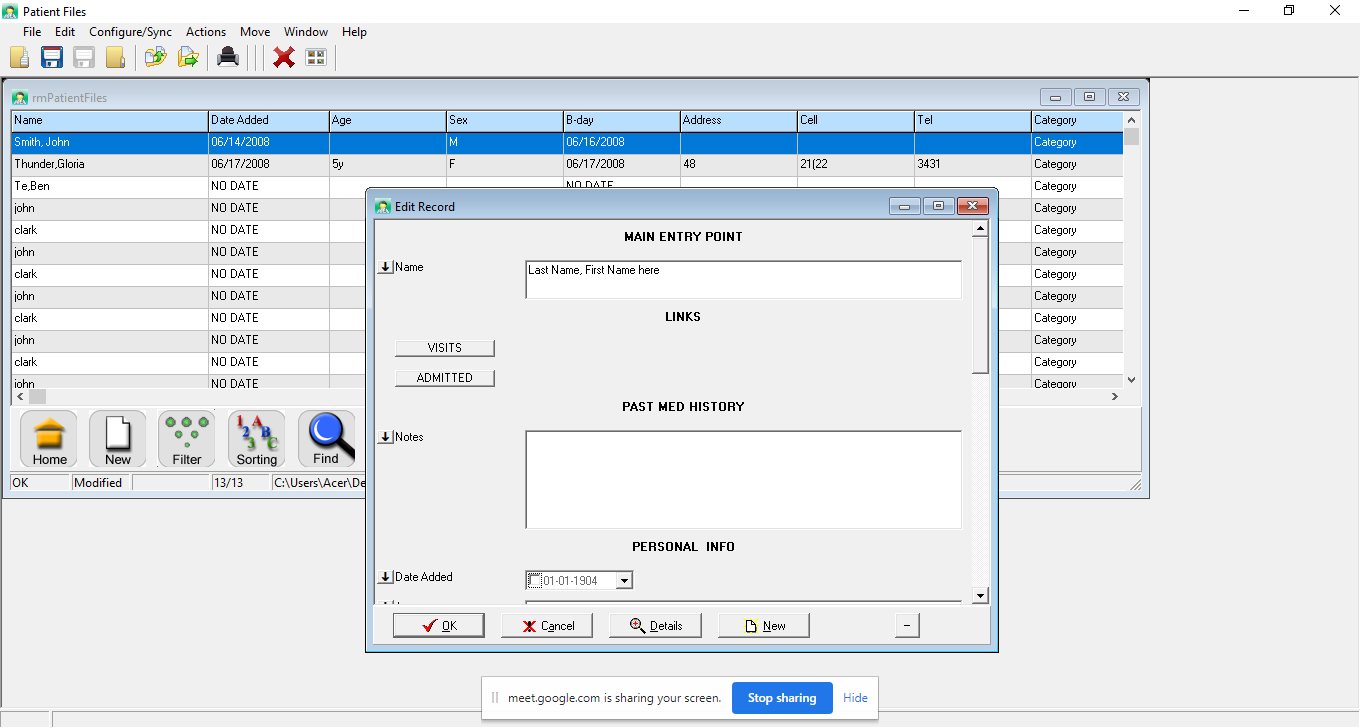 Patient Files
File Edit Configure/Sync Actions Move Window Help
rmPatientFiles
Name Date Added Age Sex B-day Address Cell Tel Category
Smith, John 06/14/2008 M 06/16/2008 Category
Thunder,Gloria 06/17/2008 5y F 06/17/2008 48 21(22 3431 Category
Te,Ben NO DATE NO DATE Category
john NO DATE Category
clark NO DATE Category
john NO DATE Category
clark NO DATE Category
john NO DATE Category
clark NO DATE Category
john NO DATE Category
clark NO DATE Category
john NO DATE Category
Home New Filter Sorting Find
OK Modified 13/13 C:\Users\Acer\De
Edit Record
MAIN ENTRY POINT
Name Last Name, First Name here
LINKS
VISITS
ADMITTED
PAST MED HISTORY
Notes
PERSONAL INFO
Date Added 01-01-1904
OK Cancel Details New –
meet.google.com is sharing your screen. Stop sharing Hide